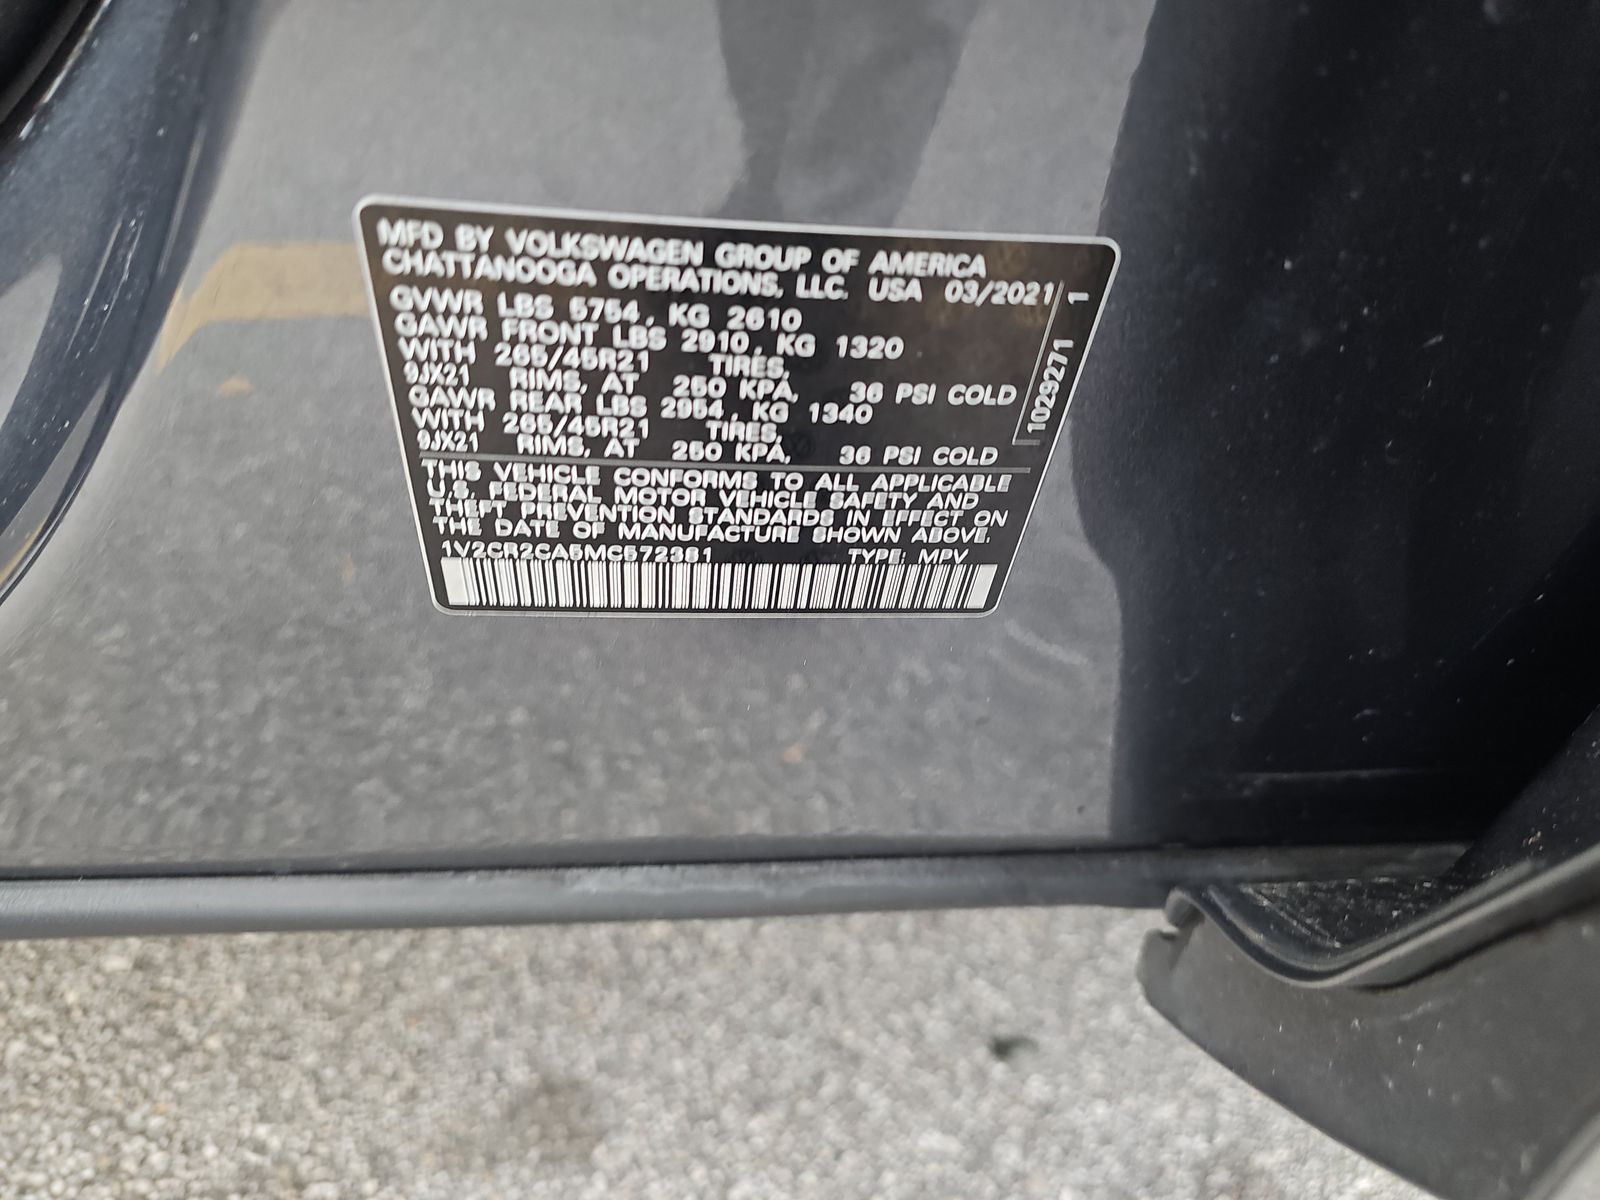 MFD BY VOLKSWAGEN GROUP OF AMERICA
CHATTANOOGA OPERATIONS, LLC. USA 03/2021
GVWR LBS 5754, KG 2610
GAWR FRONT LBS 2910, KG 1320
WITH 265/45R21 TIRES,
9JX21 RIMS, AT 250 KPA, 36 PSI COLD
GAWR REAR LBS 2954, KG 1340
WITH 265/45R21 TIRES,
9JX21 RIMS, AT 250 KPA, 36 PSI COLD
THIS VEHICLE CONFORMS TO ALL APPLICABLE
U.S. FEDERAL MOTOR VEHICLE SAFETY AND
THEFT PREVENTION STANDARDS IN EFFECT ON
THE DATE OF MANUFACTURE SHOWN ABOVE.
1V2CR2CA5MC572381 TYPE: MPV
1029271 1